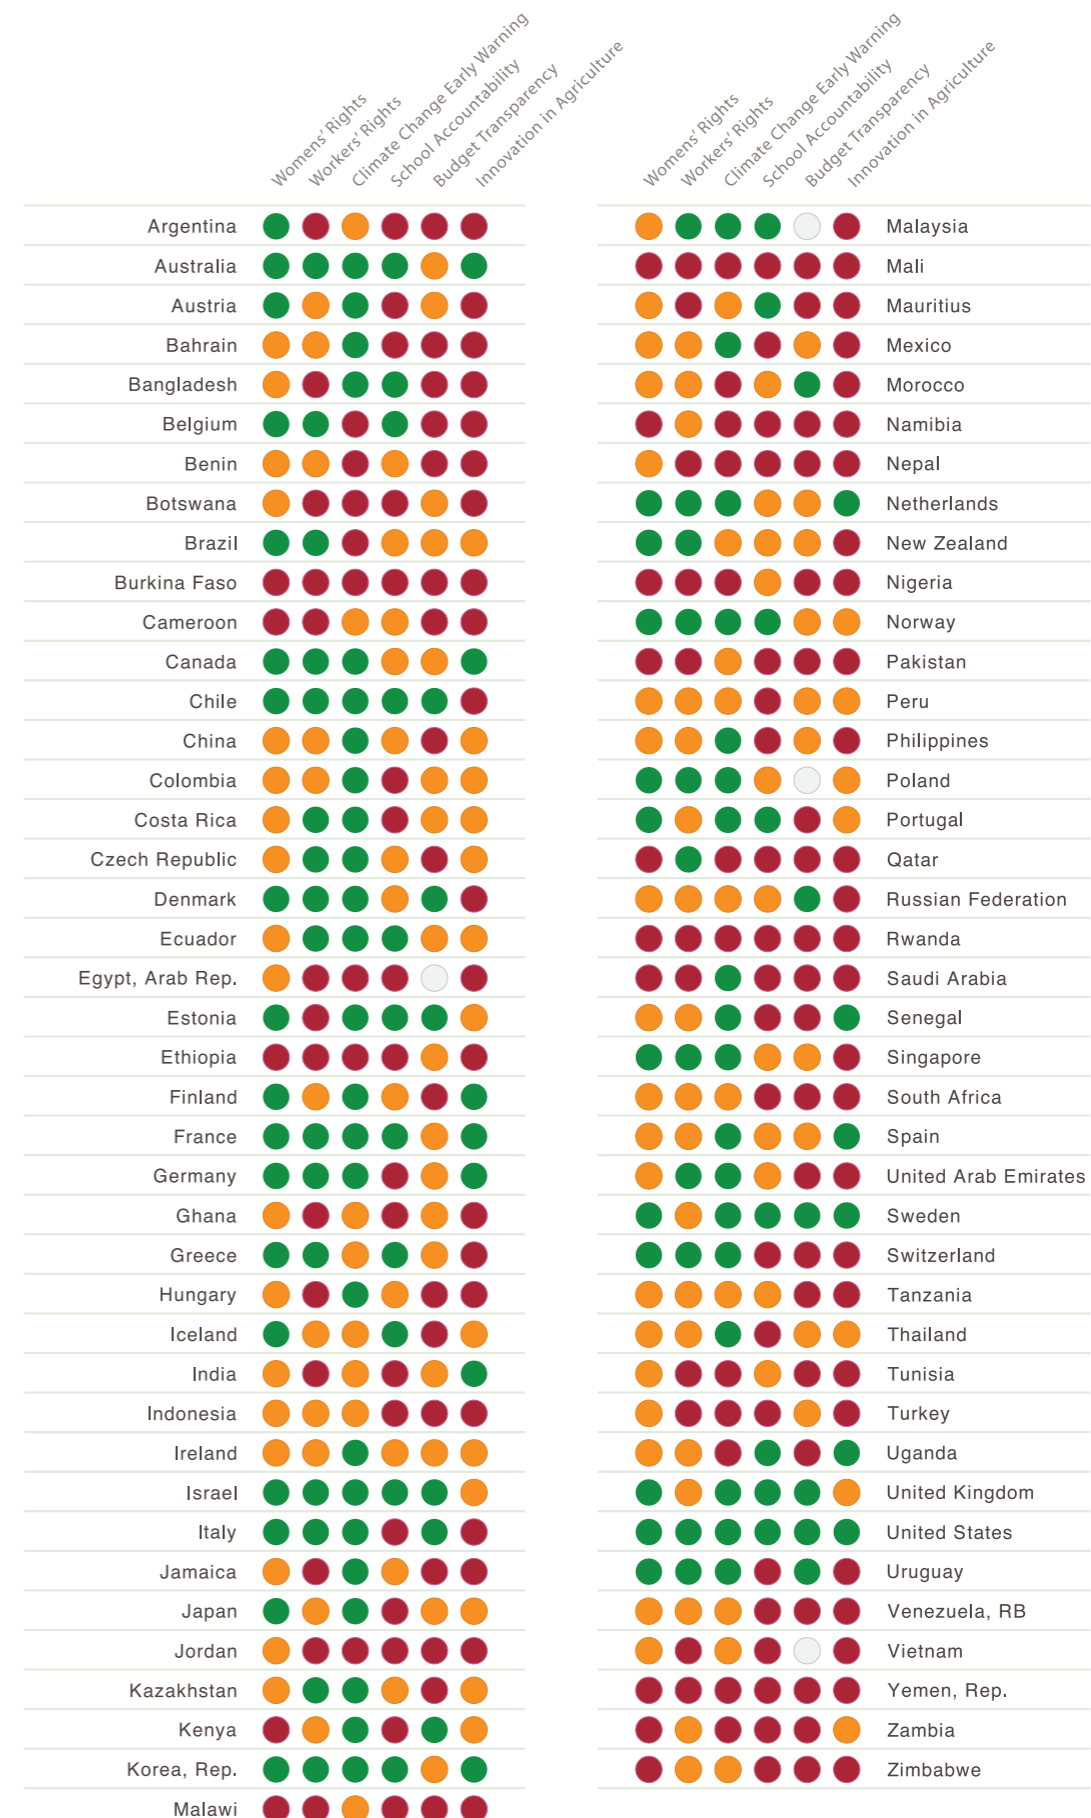 Womens' Rights
Workers' Rights
Climate Change Early Warning
School Accountability
Budget Transparency
Innovation in Agriculture
Argentina
Australia
Austria
Bahrain
Bangladesh
Belgium
Benin
Botswana
Brazil
Burkina Faso
Cameroon
Canada
Chile
China
Colombia
Costa Rica
Czech Republic
Denmark
Ecuador
Egypt, Arab Rep.
Estonia
Ethiopia
Finland
France
Germany
Ghana
Greece
Hungary
Iceland
India
Indonesia
Ireland
Israel
Italy
Jamaica
Japan
Jordan
Kazakhstan
Kenya
Korea, Rep.
Malawi
Womens' Rights
Workers' Rights
Climate Change Early Warning
School Accountability
Budget Transparency
Innovation in Agriculture
Malaysia
Mali
Mauritius
Mexico
Morocco
Namibia
Nepal
Netherlands
New Zealand
Nigeria
Norway
Pakistan
Peru
Philippines
Poland
Portugal
Qatar
Russian Federation
Rwanda
Saudi Arabia
Senegal
Singapore
South Africa
Spain
United Arab Emirates
Sweden
Switzerland
Tanzania
Thailand
Tunisia
Turkey
Uganda
United Kingdom
United States
Uruguay
Venezuela, RB
Vietnam
Yemen, Rep.
Zambia
Zimbabwe